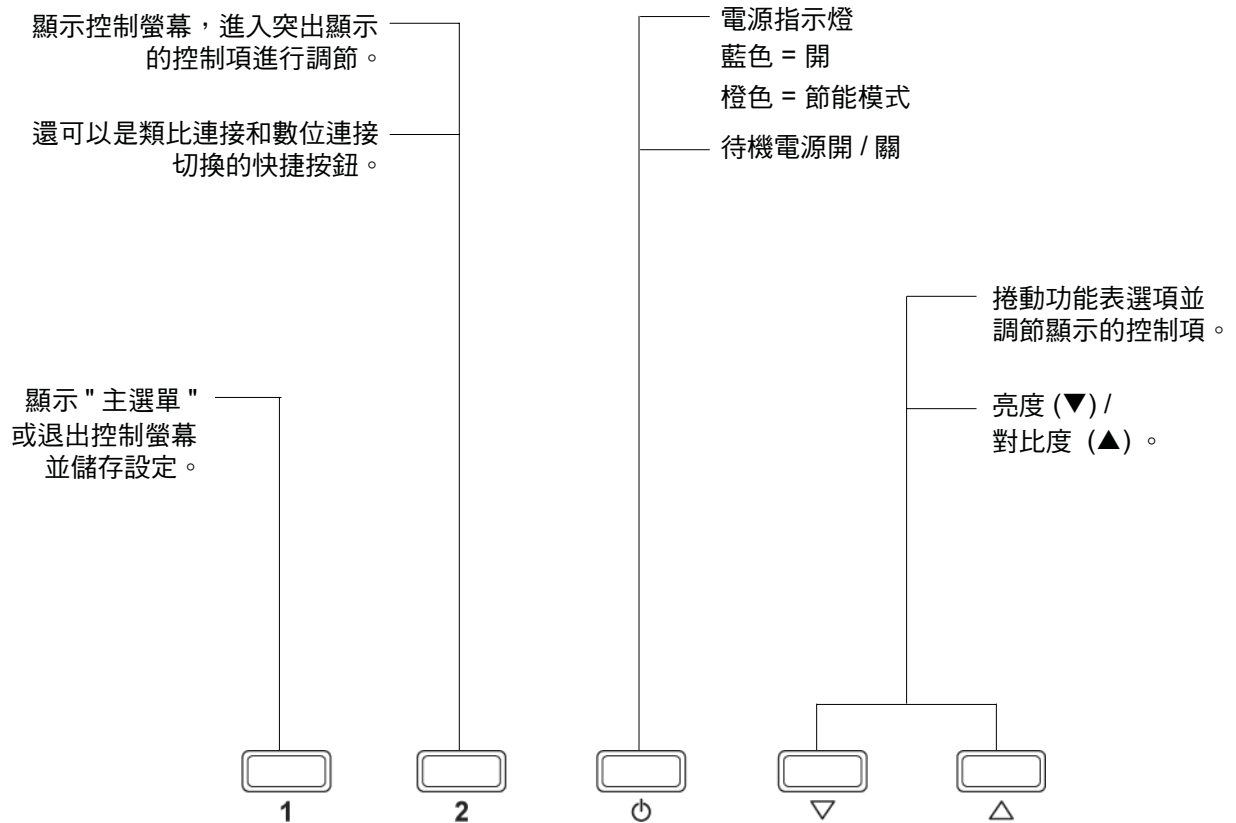 顯示控制螢幕，進入突出顯示
的控制項進行調節。
還可以是類比連接和數位連接
切換的快捷按鈕。
顯示 " 主選單 "
或退出控制螢幕
並儲存設定。
電源指示燈
藍色 = 開
橙色 = 節能模式
待機電源開 / 關
捲動功能表選項並
調節顯示的控制項。
亮度 (▼) /
對比度 (▲) 。
1
2